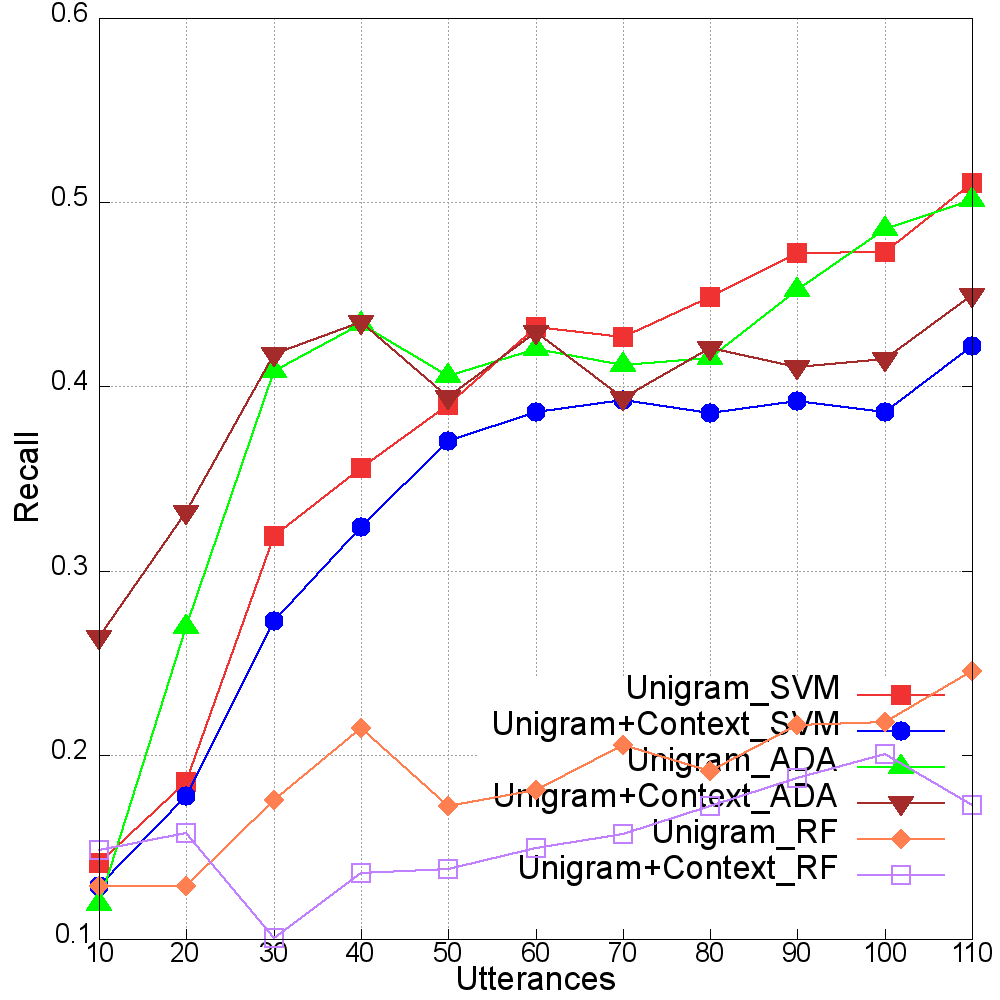 0.6
0.5
0.4
0.3
0.2
0.1
Recall
Unigram_SVM
Unigram+Context_SVM
Unigram_ADA
Unigram+Context_ADA
Unigram_RF
Unigram+Context_RF
10 20 30 40 50 60 70 80 90 100 110
Utterances